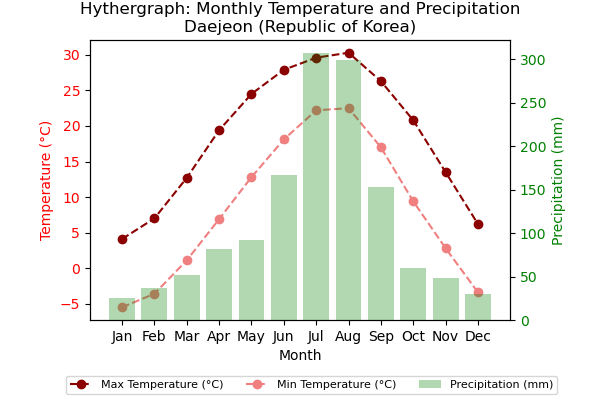 Hythergraph: Monthly Temperature and Precipitation
Daejeon (Republic of Korea)
Temperature (°C)
30
25
20
15
10
5
0
−5
Precipitation (mm)
300
250
200
150
100
50
0
Jan Feb Mar Apr May Jun Jul Aug Sep Oct Nov Dec
Month
Max Temperature (°C) Min Temperature (°C) Precipitation (mm)